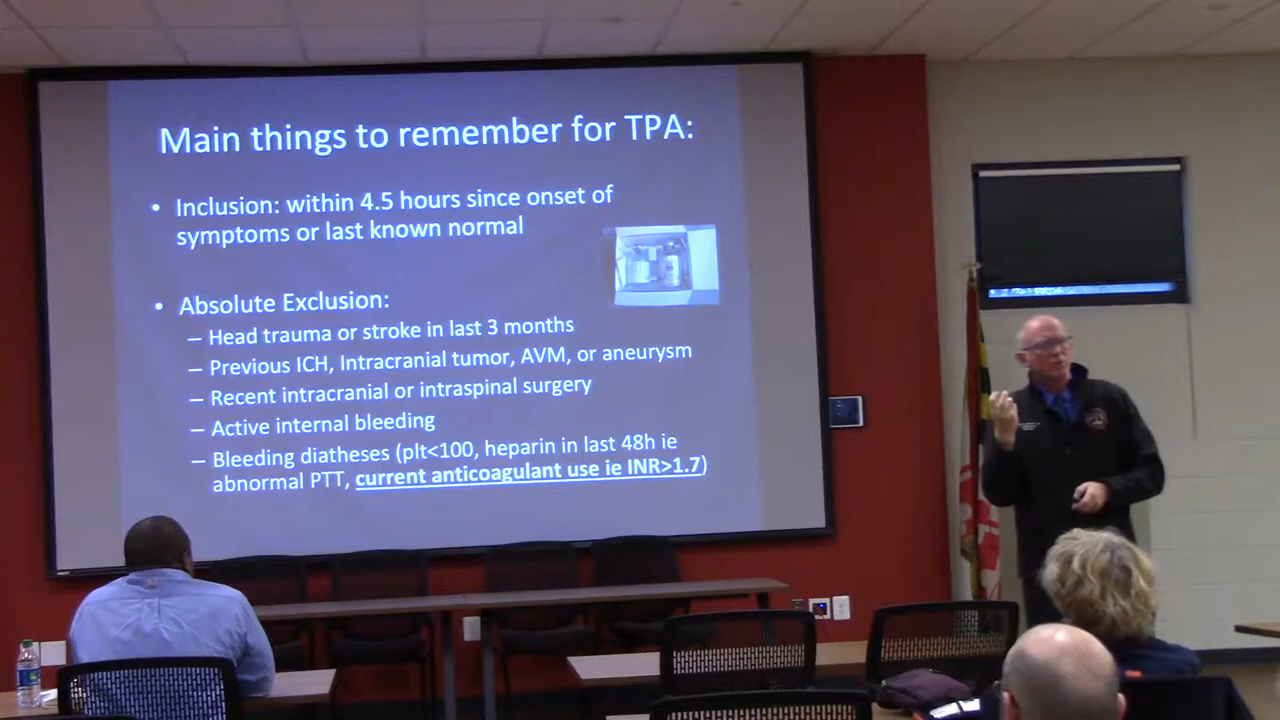 Main things to remember for TPA:
• Inclusion: within 4.5 hours since onset of
symptoms or last known normal
• Absolute Exclusion:
– Head trauma or stroke in last 3 months
– Previous ICH, Intracranial tumor, AVM, or aneurysm
– Recent intracranial or intraspinal surgery
– Active internal bleeding
– Bleeding diatheses (plt<100, heparin in last 48h ie
abnormal PTT, current anticoagulant use ie INR>1.7)